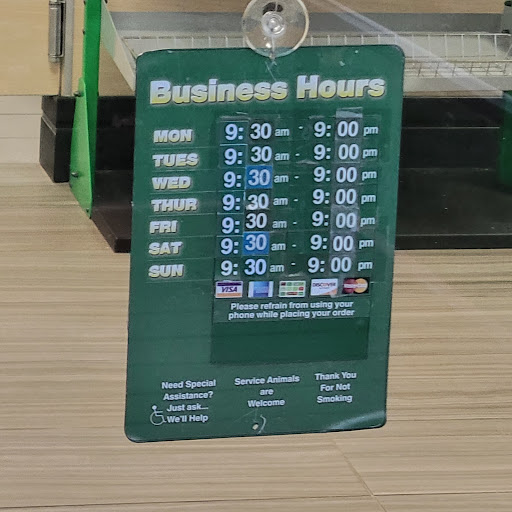 Business Hours
MON 9:30 am - 9:00 pm
TUES 9:30 am - 9:00 pm
WED 9:30 am - 9:00 pm
THUR 9:30 am - 9:00 pm
FRI 9:30 am - 9:00 pm
SAT 9:30 am - 9:00 pm
SUN 9:30 am - 9:00 pm
VISA DISCOVER
Please refrain from using your
phone while placing your order
Need Special
Assistance?
Just ask...
We'll Help
Service Animals
are
Welcome
Thank You
For Not
Smoking